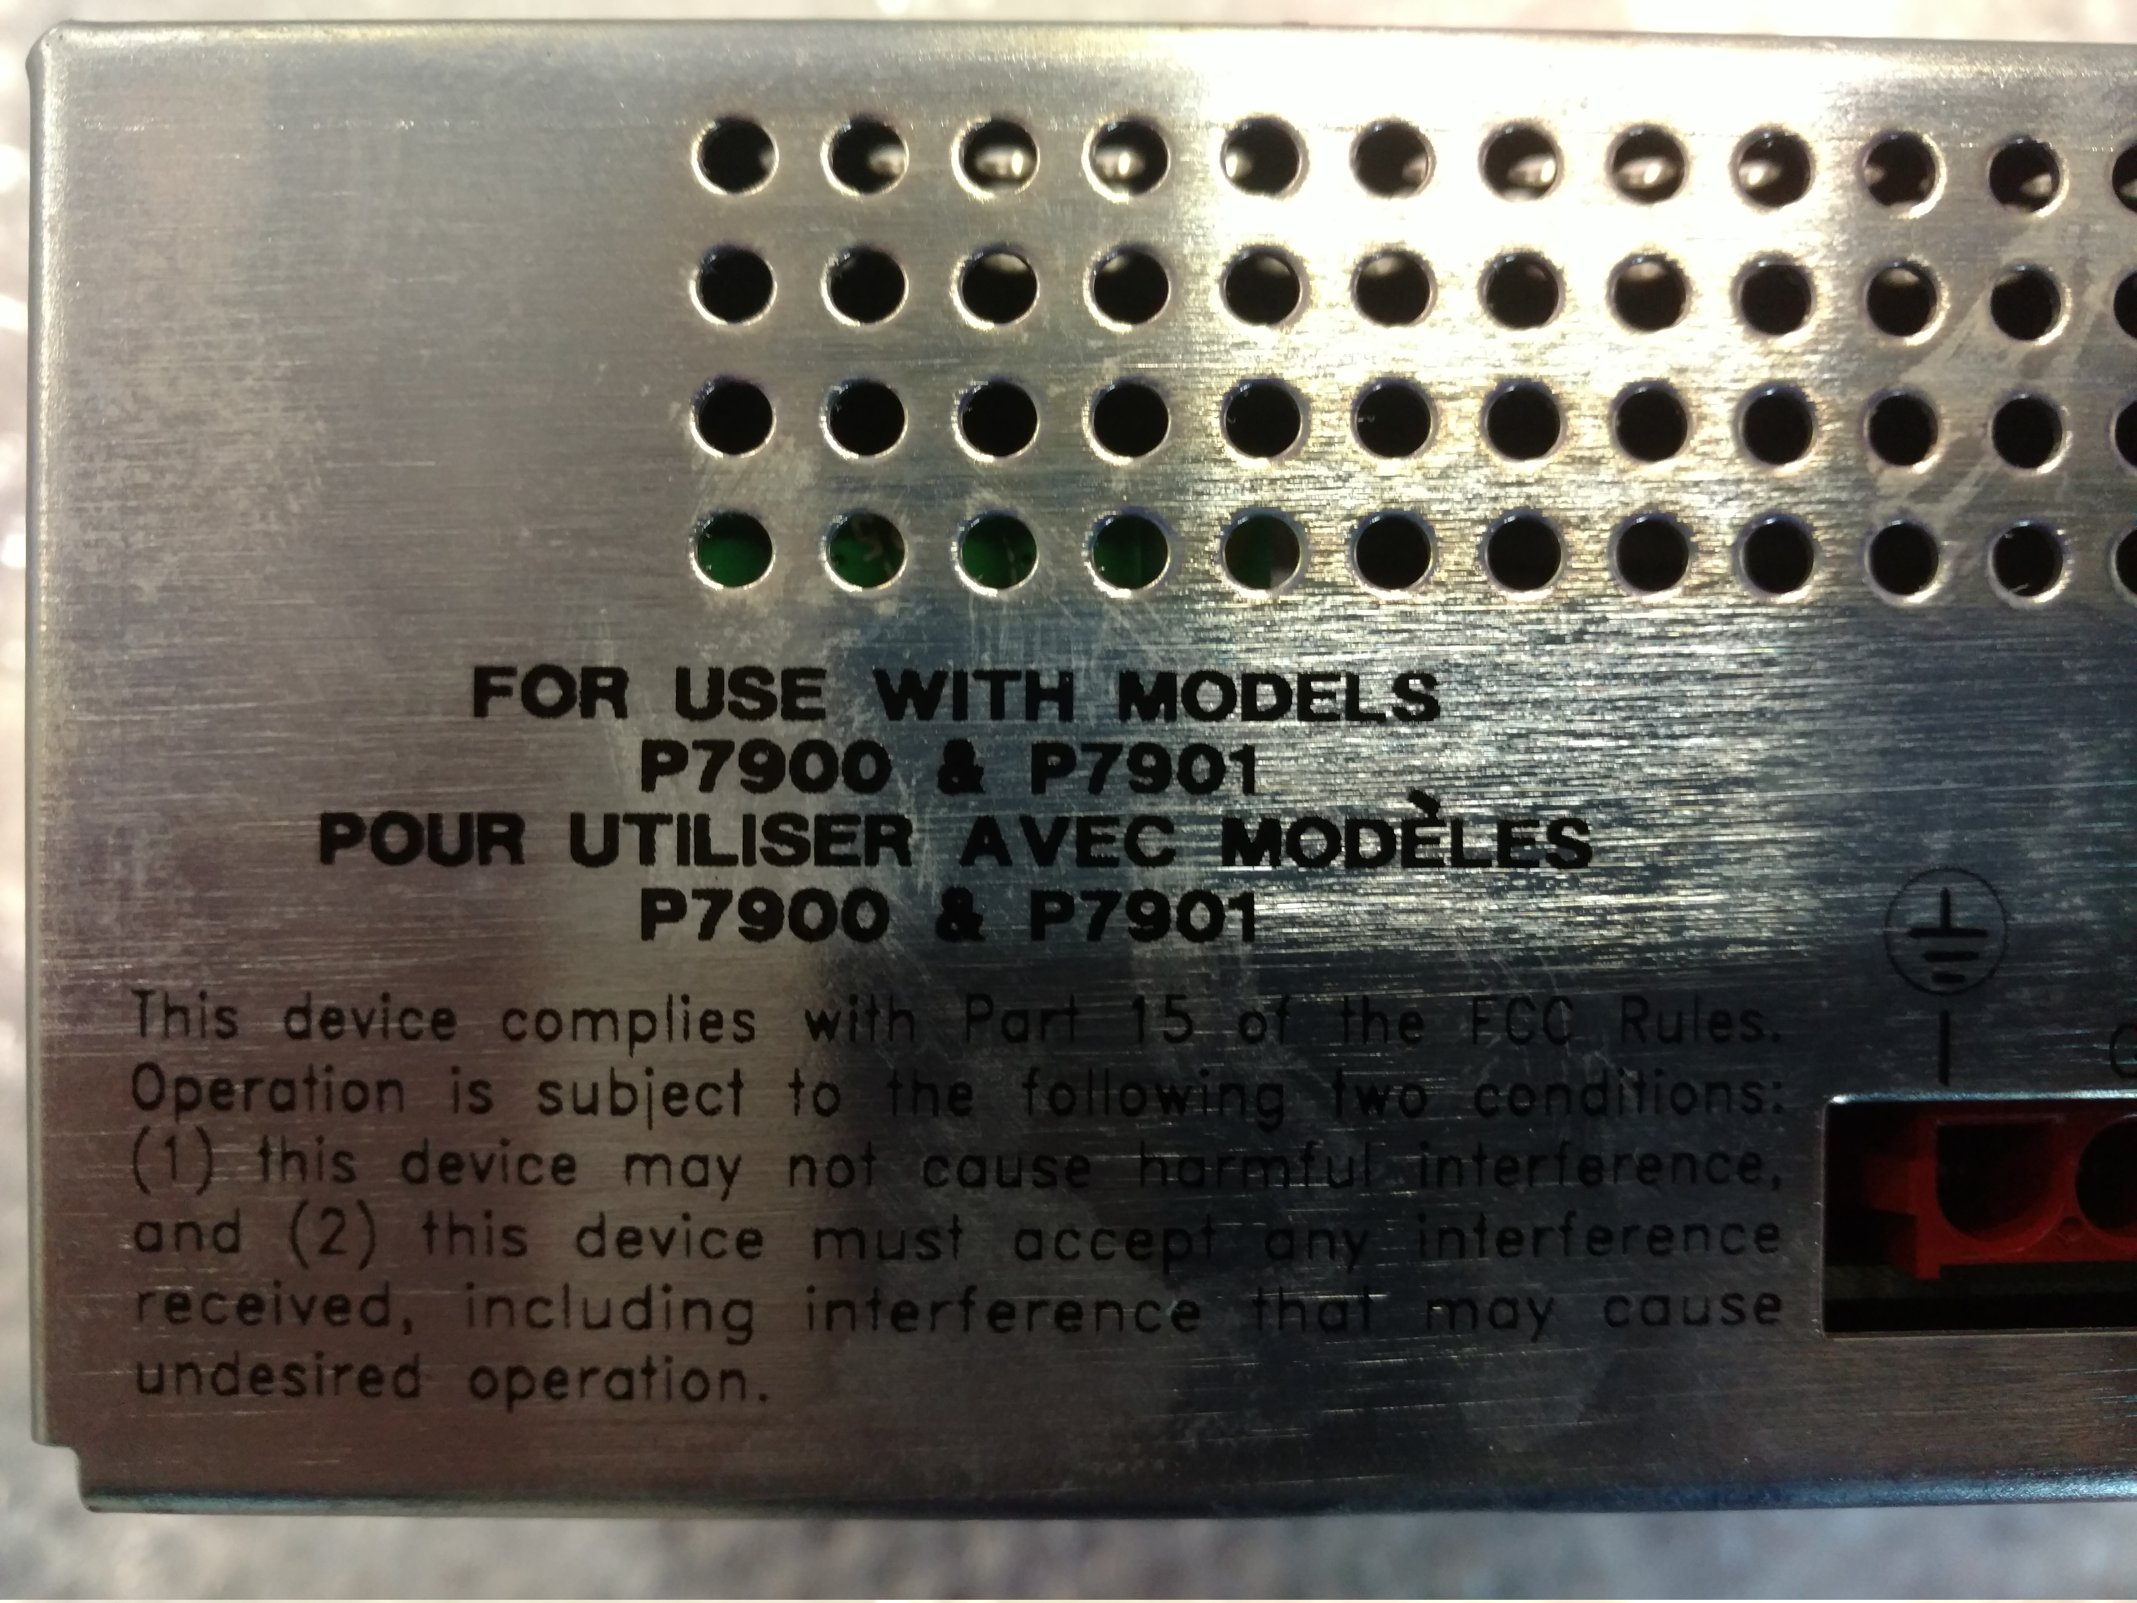 FOR USE WITH MODELS
P7900 & P7901
POUR UTILISER AVEC MODÈLES
P7900 & P7901
This device complies with Part 15 of the FCC Rules.
Operation is subject to the following two conditions:
(1) this device may not cause harmful interference,
and (2) this device must accept any interference
received, including interference that may cause
undesired operation.